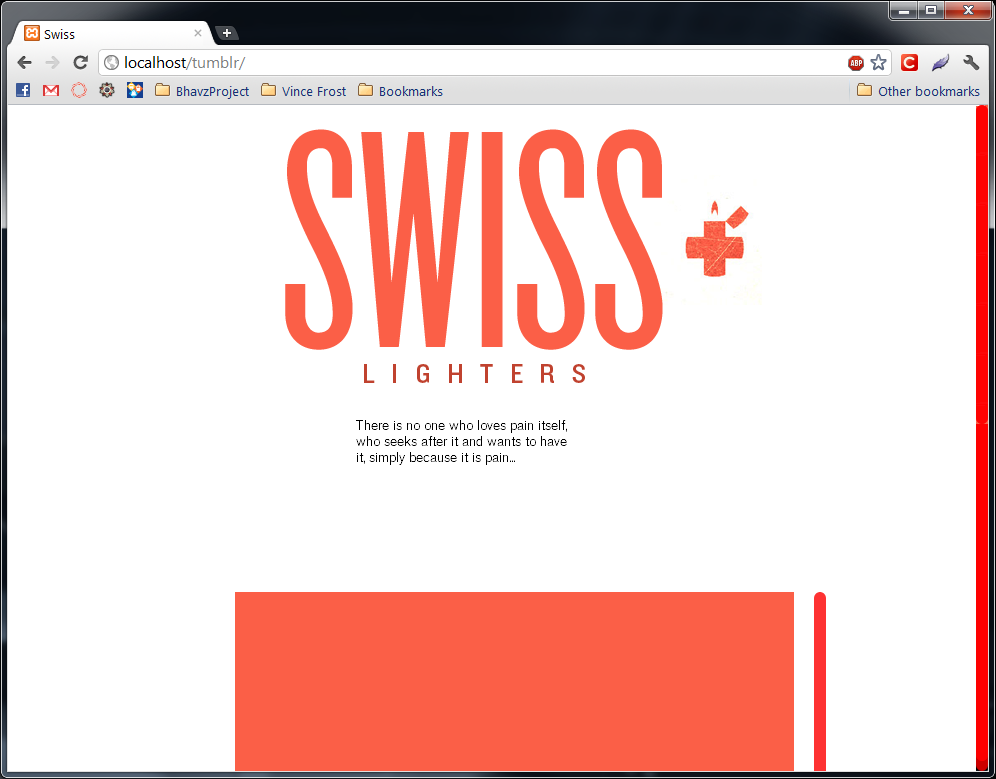 Swiss
localhost/tumblr/
ABP
C
f
BhavzProject
Vince Frost
Bookmarks
Other bookmarks
SWISS
LIGHTERS
There is no one who loves pain itself,
who seeks after it and wants to have
it, simply because it is pain...